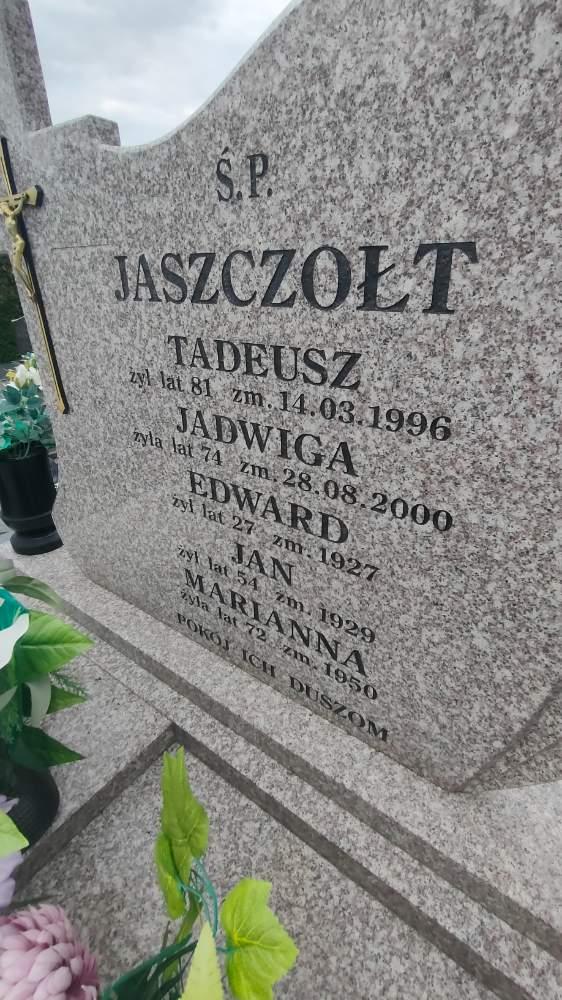 Ś.P.
JASZCZOŁT
TADEUSZ
żył lat 81 zm. 14.03.1996
JADWIGA
żyła lat 74 zm. 28.08.2000
EDWARD
żył lat 27 zm. 1927
JAN
żył lat 54 zm. 1929
MARIANNA
żyła lat 72 zm. 1950
POKÓJ ICH DUSZOM